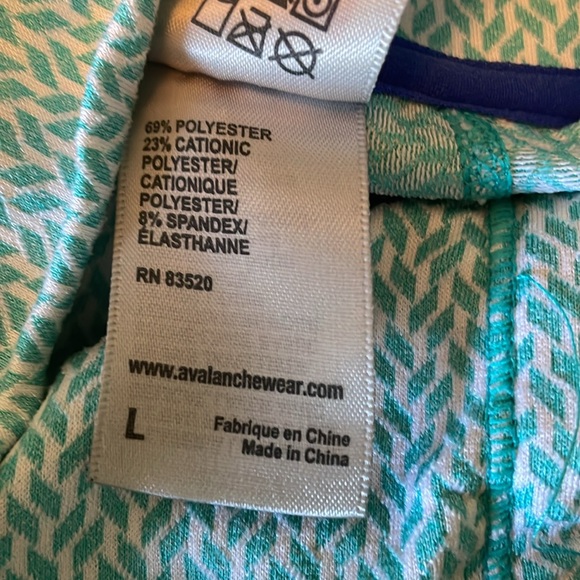 69% POLYESTER
23% CATIONIC
POLYESTER/
CATIONIQUE
POLYESTER/
8% SPANDEX/
ÉLASTHANNE
RN 83520
www.avalanchewear.com
L
Fabrique en Chine
Made in China